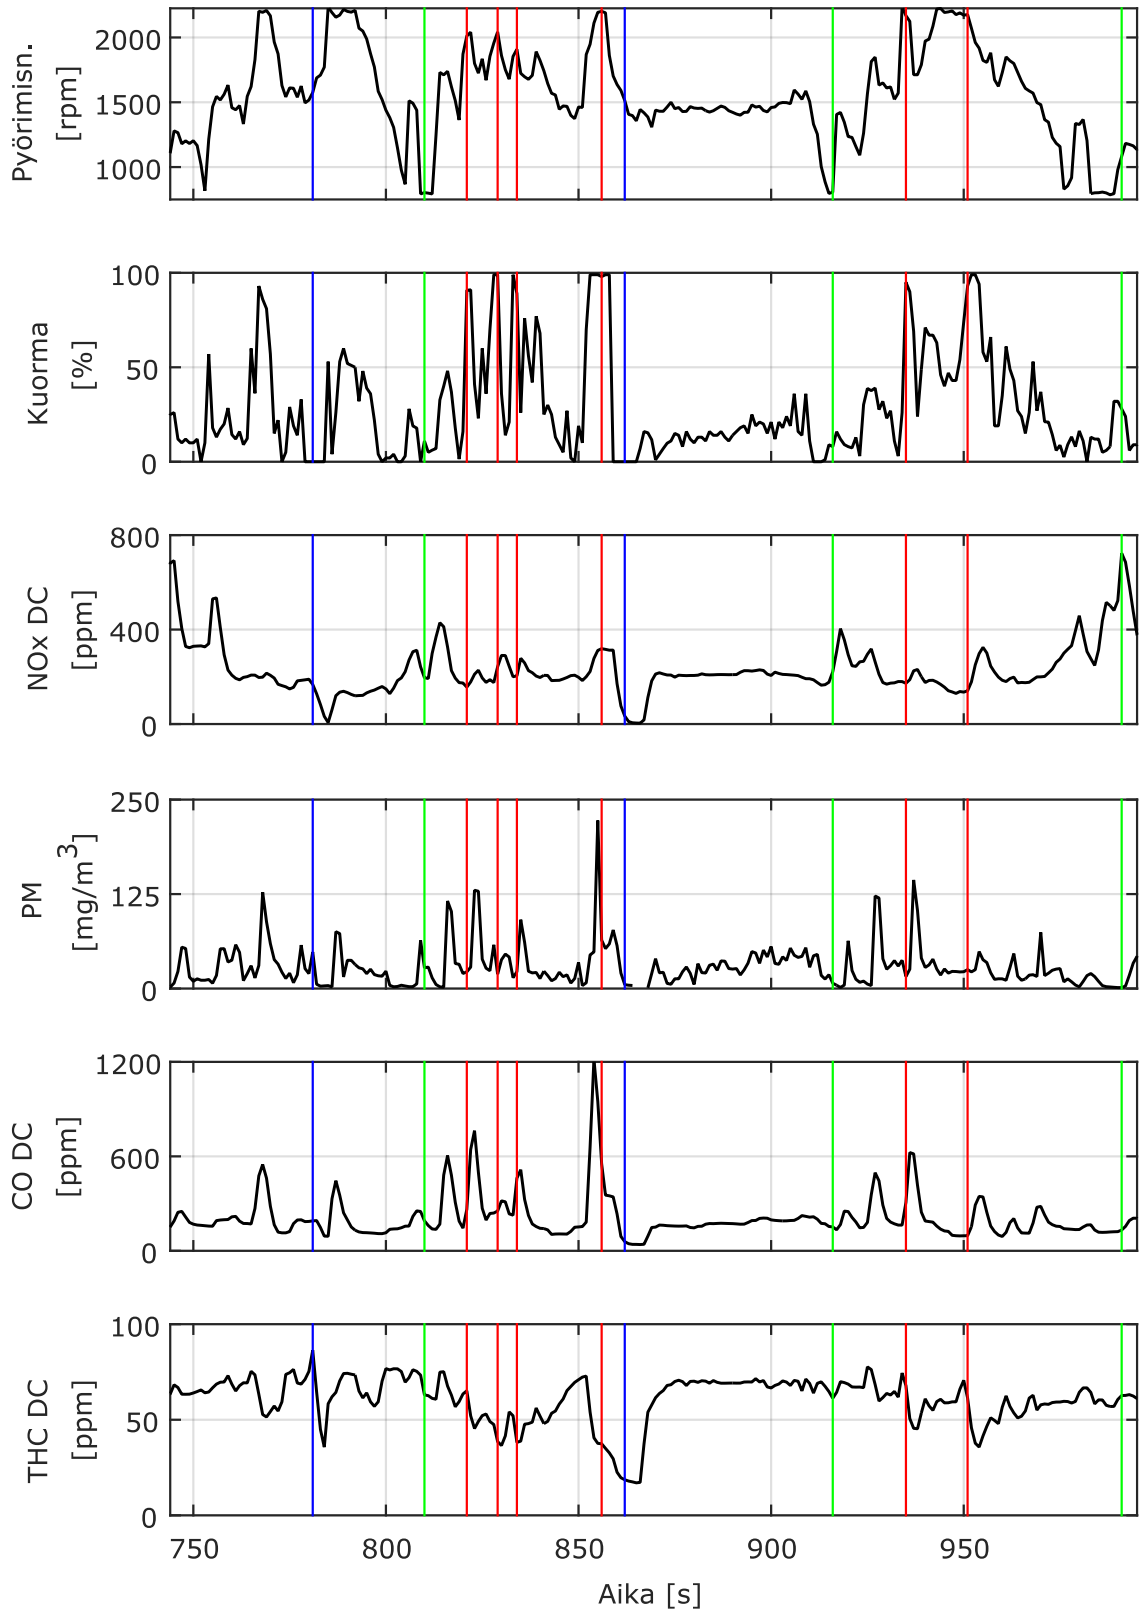 Pyörimisn.
[rpm]
2000
1500
1000
Kuorma
[%]
100
50
0
NOx DC
[ppm]
800
400
0
PM
[mg/m³]
250
125
0
CO DC
[ppm]
1200
600
0
THC DC
[ppm]
100
50
0
750 800 850 900 950
Aika [s]